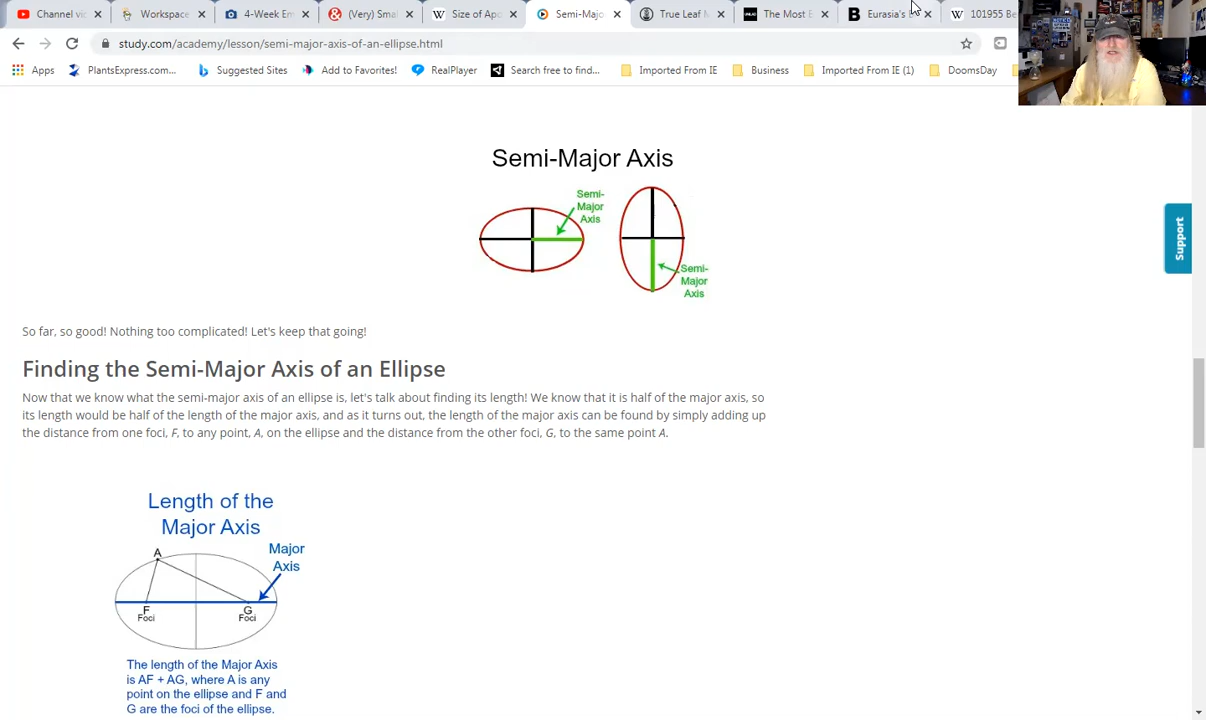 Channel vi
Workspace
4-Week Em
(Very) Smal
Size of Apo
Semi-Majo
True Leaf M
The Most E
Eurasia's
101955 Be
study.com/academy/lesson/semi-major-axis-of-an-ellipse.html
Apps PlantsExpress.com... Suggested Sites Add to Favorites! RealPlayer Search free to find... Imported From IE Business Imported From IE (1) DoomsDay
Semi-Major Axis
Semi-
Major
Axis
Semi-
Major
Axis
Support
So far, so good! Nothing too complicated! Let's keep that going!
Finding the Semi-Major Axis of an Ellipse
Now that we know what the semi-major axis of an ellipse is, let's talk about finding its length! We know that it is half of the major axis, so
its length would be half of the length of the major axis, and as it turns out, the length of the major axis can be found by simply adding up
the distance from one foci, F, to any point, A, on the ellipse and the distance from the other foci, G, to the same point A.
Length of the
Major Axis
A
Major
Axis
F
Foci
G
Foci
The length of the Major Axis
is AF + AG, where A is any
point on the ellipse and F and
G are the foci of the ellipse.